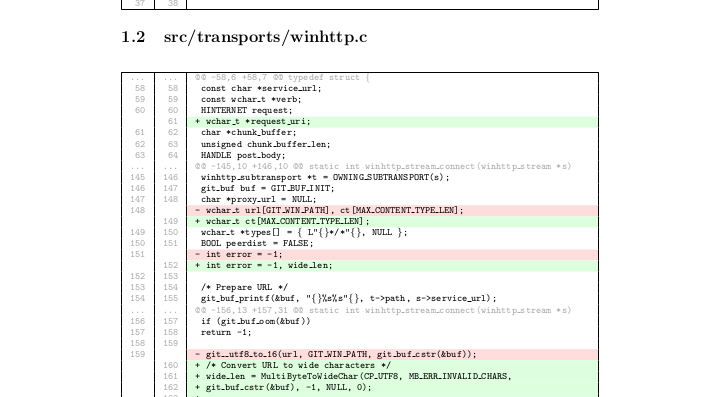 37 38
1.2 src/transports/winhttp.c
... ... @@ -58,6 +58,7 @@ typedef struct {
58 58 const char *service_url;
59 59 const wchar_t *verb;
60 60 HINTERNET request;
61 + wchar_t *request_uri;
61 62 char *chunk_buffer;
62 63 unsigned chunk_buffer_len;
63 64 HANDLE post_body;
... ... @@ -145,10 +146,10 @@ static int winhttp_stream_connect(winhttp_stream *s)
145 146 winhttp_subtransport *t = OWNING_SUBTRANSPORT(s);
146 147 git_buf buf = GIT_BUF_INIT;
147 148 char *proxy_url = NULL;
148 - wchar_t url[GIT_WIN_PATH], ct[MAX_CONTENT_TYPE_LEN];
149 + wchar_t ct[MAX_CONTENT_TYPE_LEN];
149 150 wchar_t *types[] = { L"{}*/*"{}, NULL };
150 151 BOOL peerdist = FALSE;
151 - int error = -1;
152 + int error = -1, wide_len;
152 153
153 154 /* Prepare URL */
154 155 git_buf_printf(&buf, "{}%s%s"{}, t->path, s->service_url);
... ... @@ -156,13 +157,31 @@ static int winhttp_stream_connect(winhttp_stream *s)
156 157 if (git_buf_oom(&buf))
157 158 return -1;
158 159
159 - git__utf8_to_16(url, GIT_WIN_PATH, git_buf_cstr(&buf));
160 + /* Convert URL to wide characters */
161 + wide_len = MultiByteToWideChar(CP_UTF8, MB_ERR_INVALID_CHARS,
162 + git_buf_cstr(&buf), -1, NULL, 0);